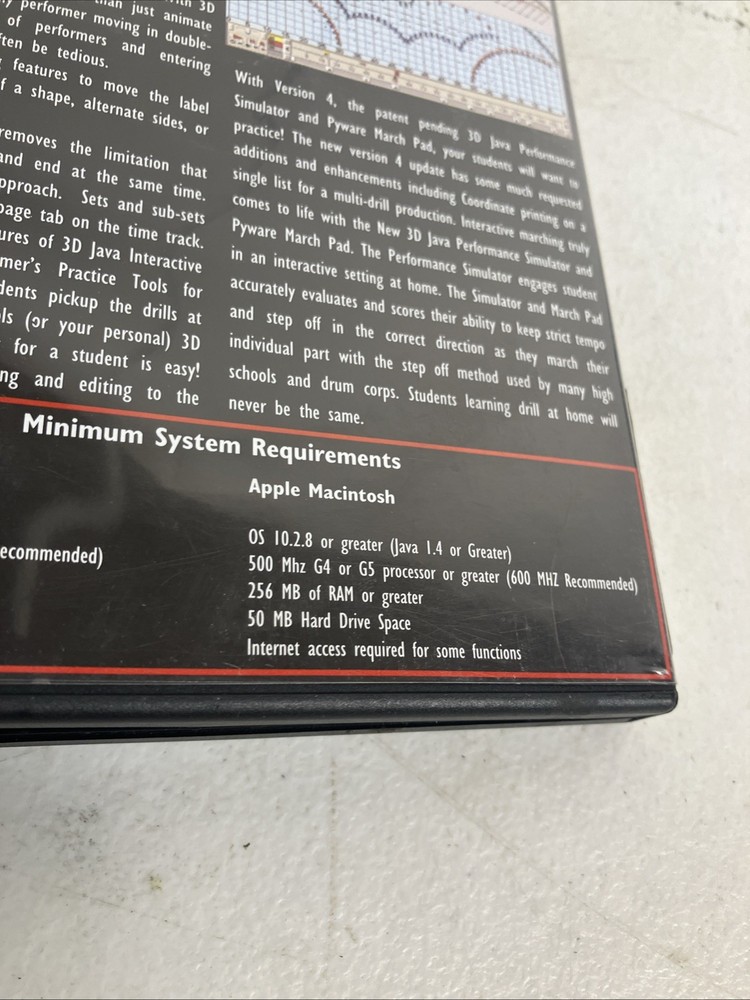 with 3D
than just animate
performer moving in double-
of performers and entering
ften be tedious.
features to move the label
f a shape, alternate sides, or
removes the limitation that
and end at the same time.
pproach. Sets and sub-sets
page tab on the time track.
ures of 3D Java Interactive
mer's Practice Tools for
dents pickup the drills at
ls (or your personal) 3D
for a student is easy!
ng and editing to the
With Version 4, the patent pending 3D Java Performance
Simulator and Pyware March Pad, your students will want to
practice! The new version 4 update has some much requested
additions and enhancements including Coordinate printing on a
single list for a multi-drill production. Interactive marching truly
comes to life with the New 3D Java Performance Simulator and
Pyware March Pad. The Performance Simulator engages student
in an interactive setting at home. The Simulator and March Pad
accurately evaluates and scores their ability to keep strict tempo
and step off in the correct direction as they march their
individual part with the step off method used by many high
schools and drum corps. Students learning drill at home will
never be the same.
Minimum System Requirements
Apple Macintosh
OS 10.2.8 or greater (Java 1.4 or Greater)
ecommended)
500 Mhz G4 or G5 processor or greater (600 MHZ Recommended)
256 MB of RAM or greater
50 MB Hard Drive Space
Internet access required for some functions